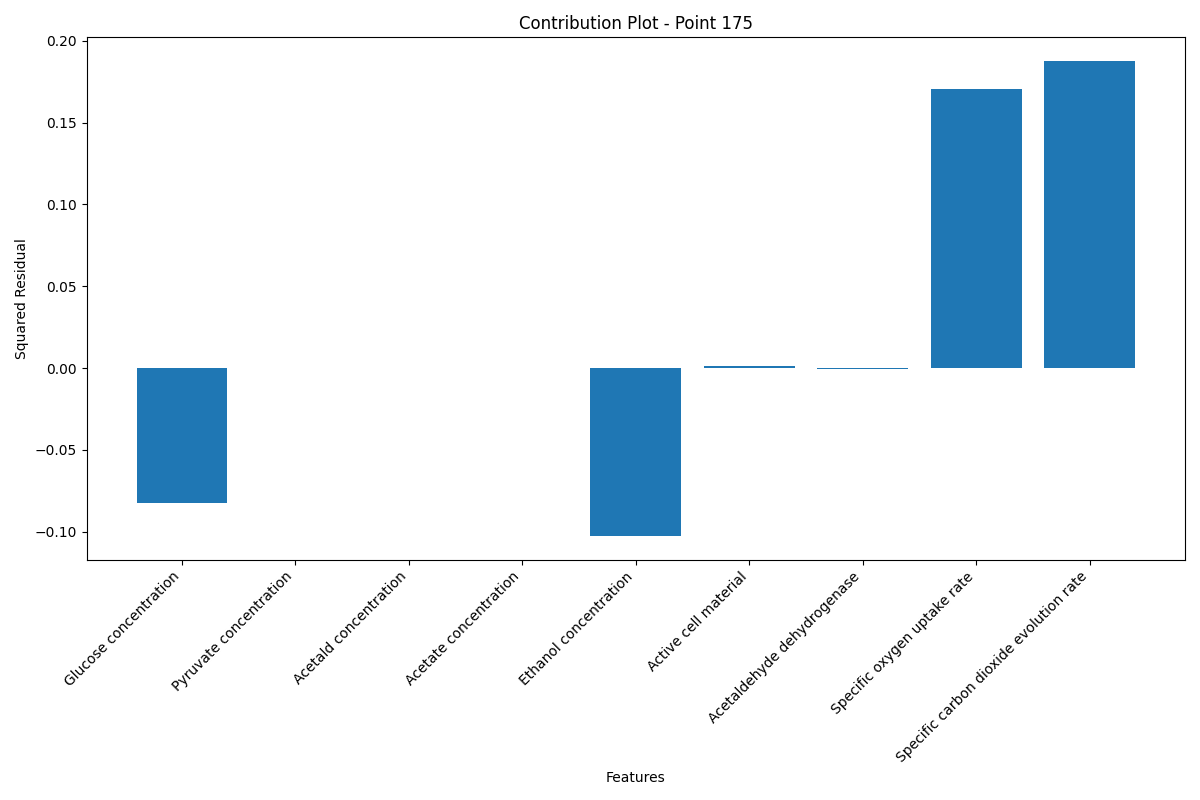 Contribution Plot - Point 175
Squared Residual
0.20
0.15
0.10
0.05
0.00
−0.05
−0.10
Glucose concentration
Pyruvate concentration
Acetald concentration
Acetate concentration
Ethanol concentration
Active cell material
Acetaldehyde dehydrogenase
Specific oxygen uptake rate
Specific carbon dioxide evolution rate
Features